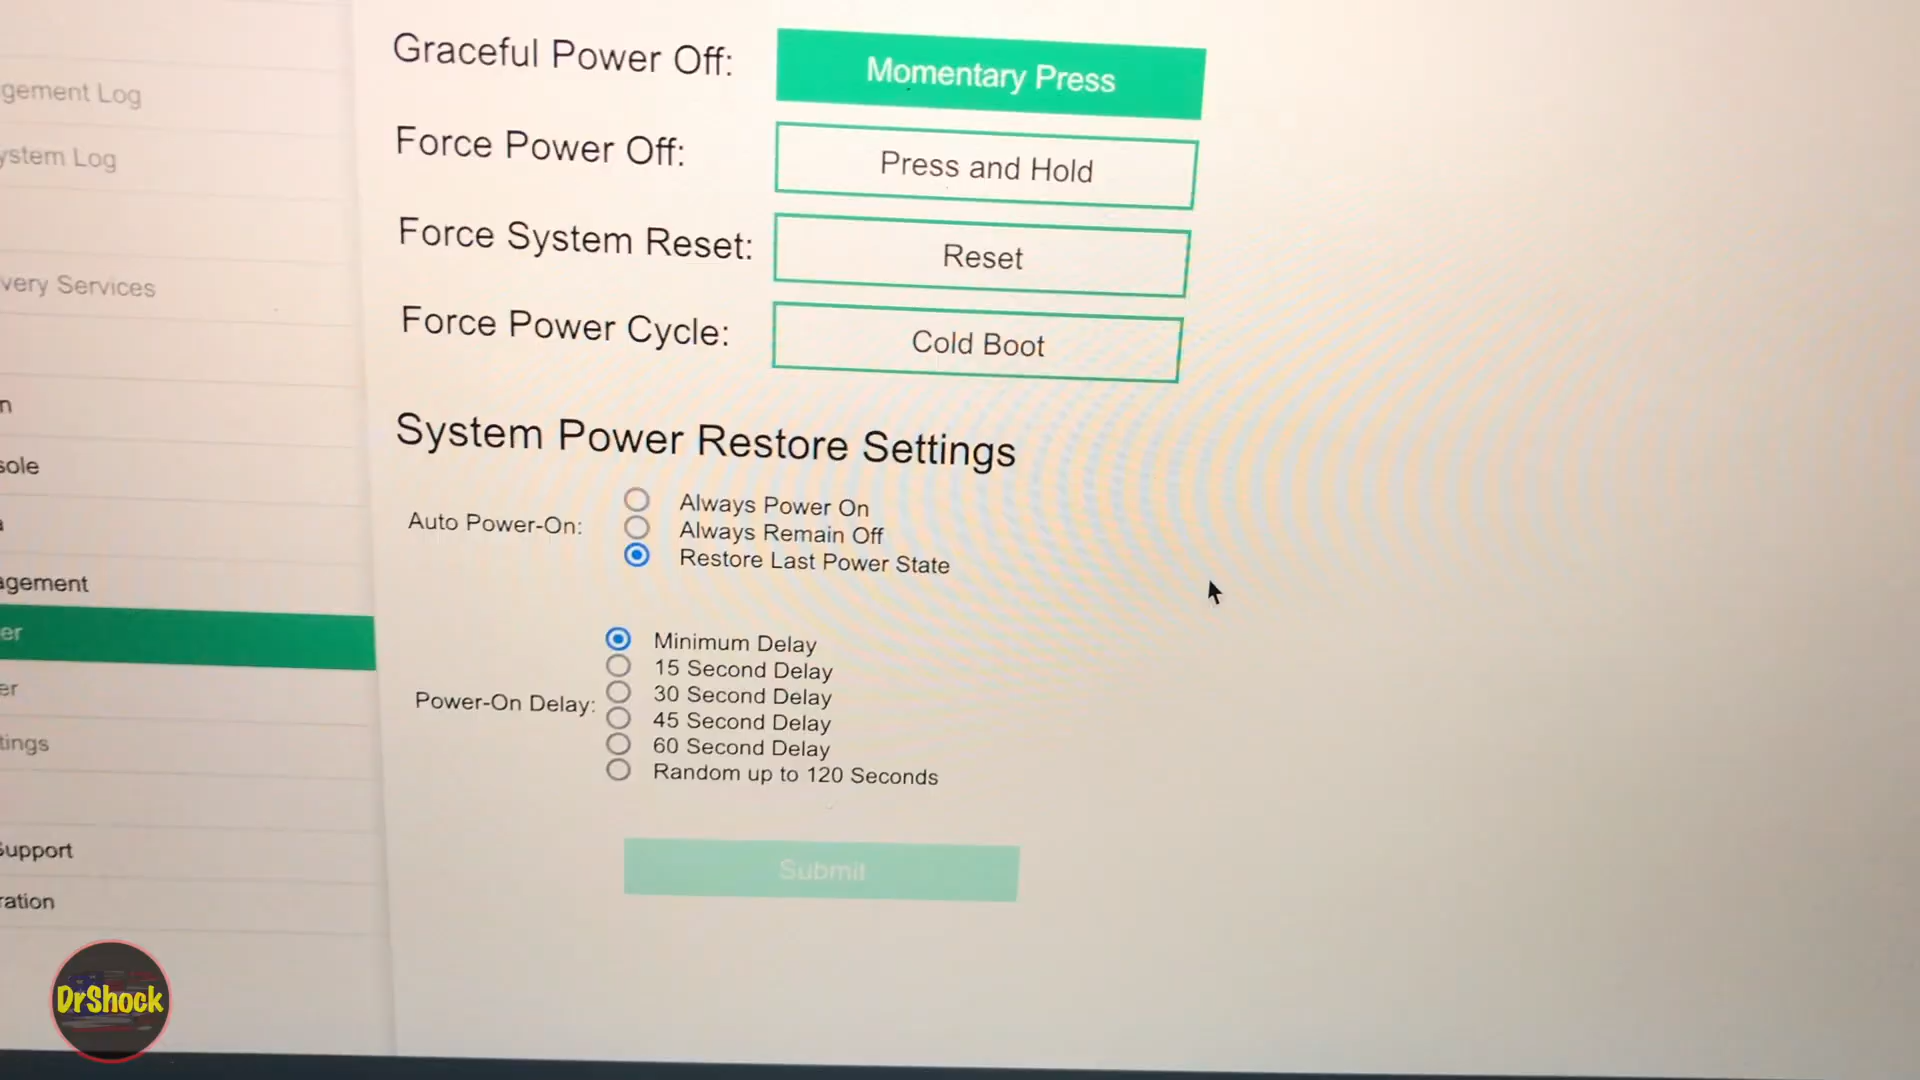 Graceful Power Off:
Momentary Press
gement Log
Force Power Off:
Press and Hold
ystem Log
Force System Reset:
Reset
very Services
Force Power Cycle:
Cold Boot
n
System Power Restore Settings
sole
Auto Power-On:
Always Power On
Always Remain Off
Restore Last Power State
a
agement
er
Minimum Delay
15 Second Delay
er
Power-On Delay:
30 Second Delay
45 Second Delay
tings
60 Second Delay
Random up to 120 Seconds
Support
Submit
ration
DrShock